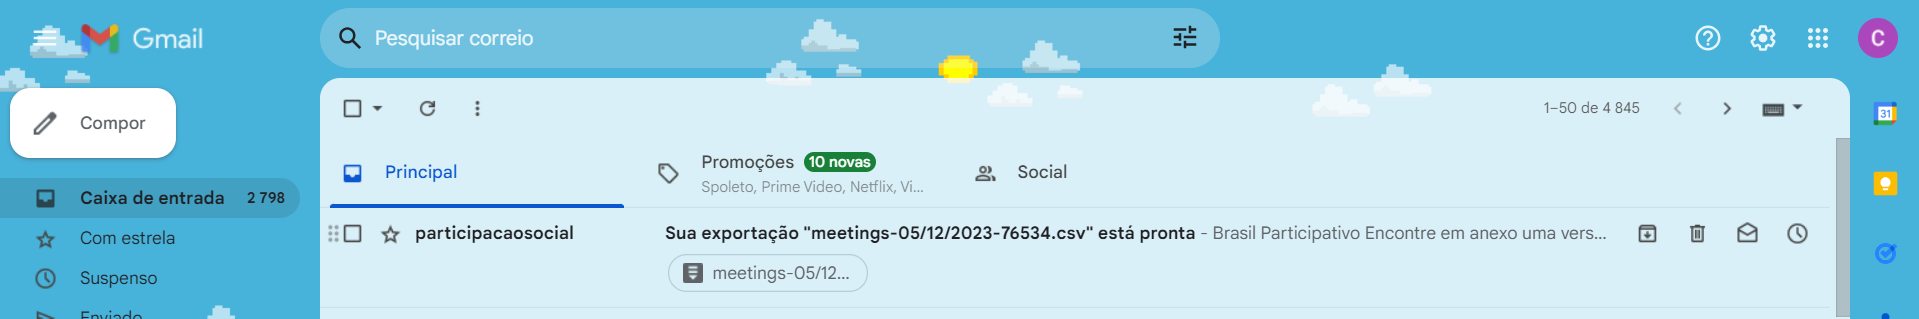 Gmail
Pesquisar correio
Compor
1–50 de 4 845
Principal
Promoções 10 novas
Spoleto, Prime Video, Netflix, Vi...
Social
Caixa de entrada 2 798
Com estrela
Suspenso
Enviado
participacaosocial
Sua exportação "meetings-05/12/2023-76534.csv" está pronta - Brasil Participativo Encontre em anexo uma vers...
meetings-05/12...
C
31